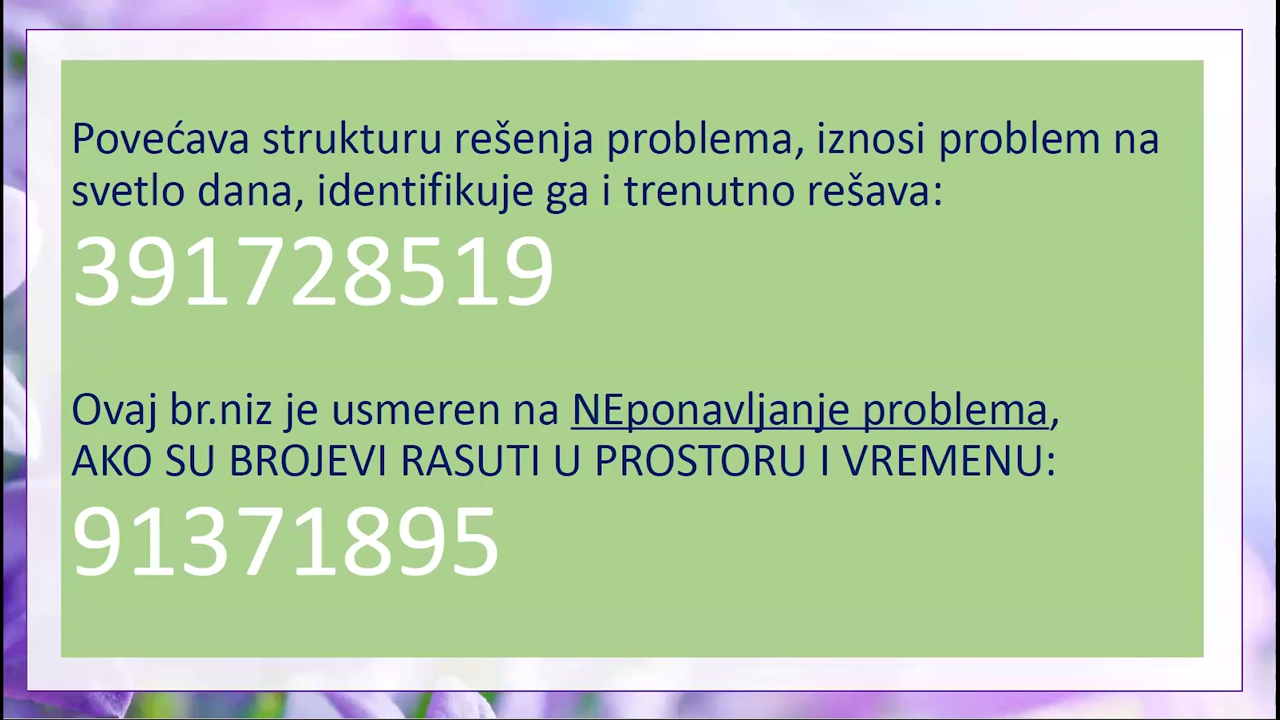 Povećava strukturu rešenja problema, iznosi problem na
svetlo dana, identifikuje ga i trenutno rešava:
391728519
Ovaj br.niz je usmeren na NEponavljanje problema,
AKO SU BROJEVI RASUTI U PROSTORU I VREMENU:
91371895